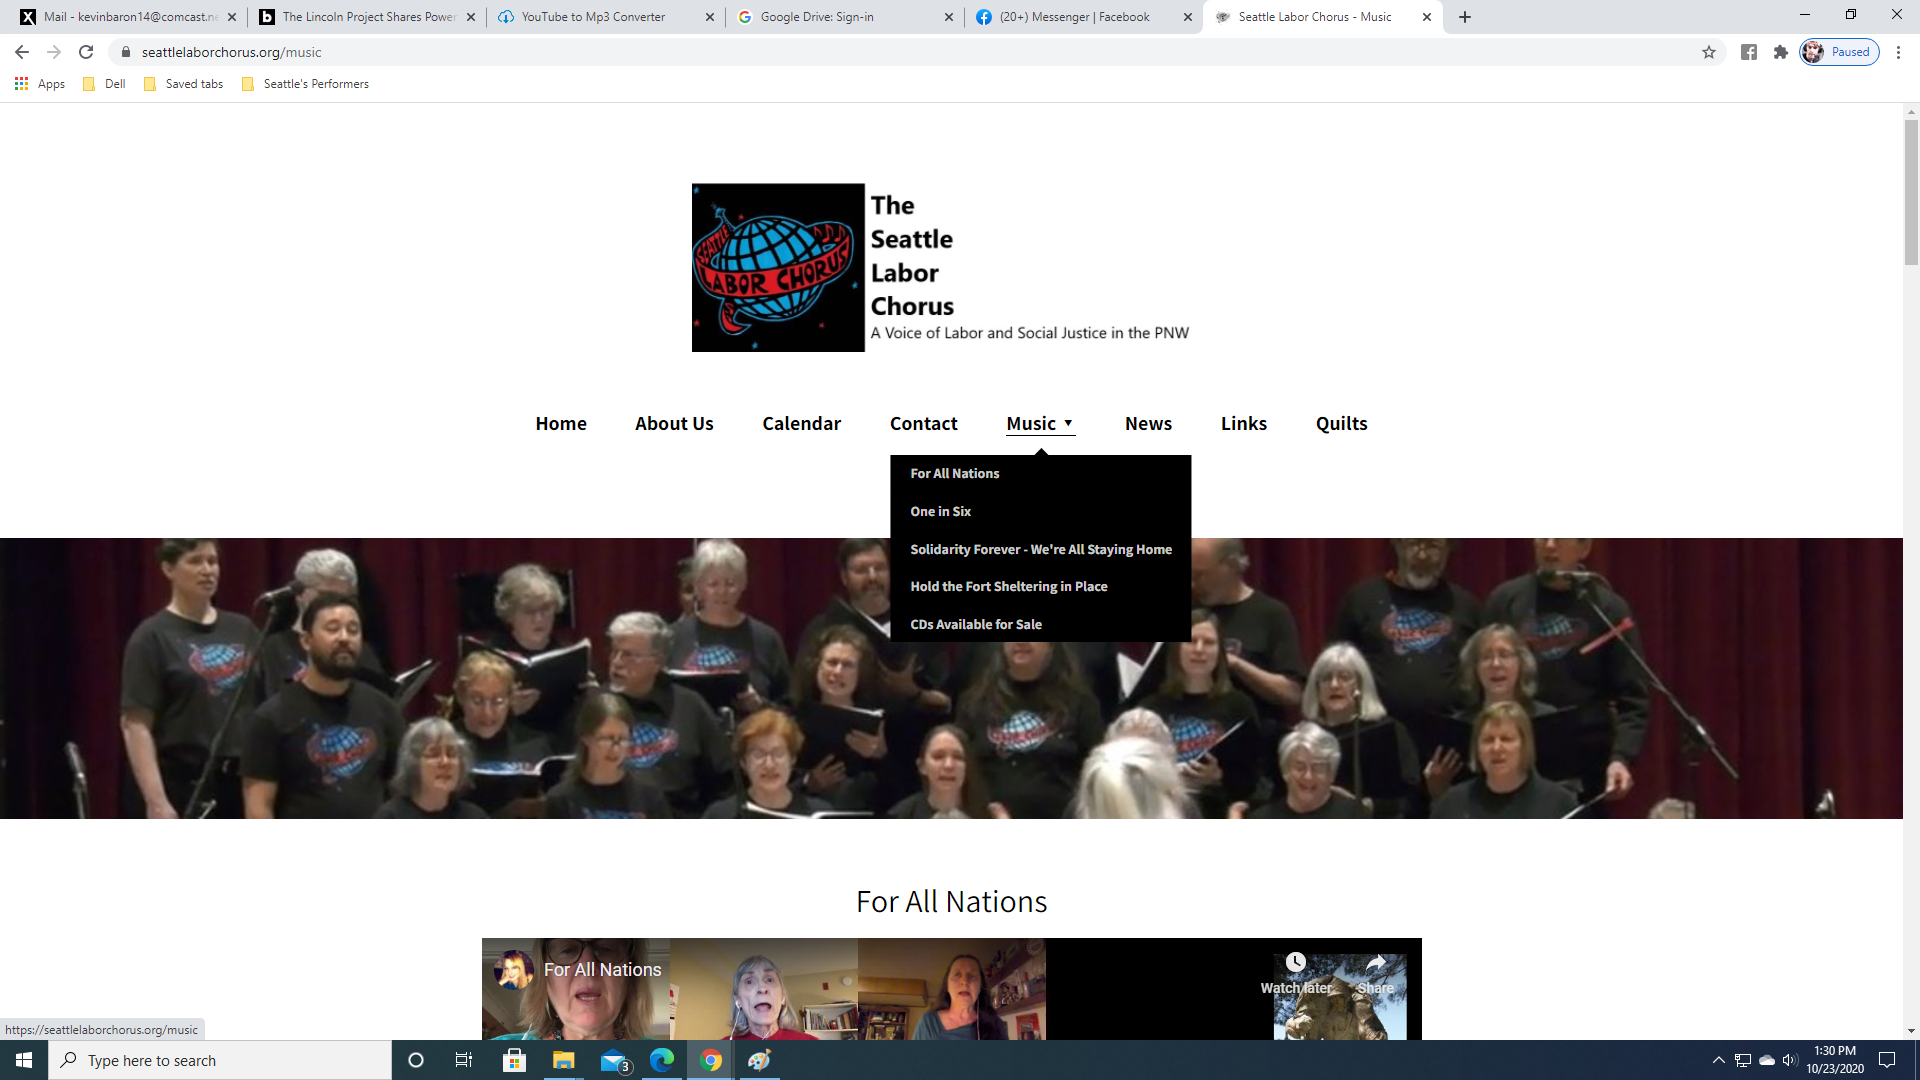 Mail - kevinbaron14@comcast.ne
The Lincoln Project Shares Power
YouTube to Mp3 Converter
Google Drive: Sign-in
(20+) Messenger | Facebook
Seattle Labor Chorus - Music
seattlelaborchorus.org/music
Paused
Apps
Dell
Saved tabs
Seattle's Performers
SEATTLE
LABOR CHORUS
The
Seattle
Labor
Chorus
A Voice of Labor and Social Justice in the PNW
Home
About Us
Calendar
Contact
Music
News
Links
Quilts
For All Nations
One in Six
Solidarity Forever - We're All Staying Home
Hold the Fort Sheltering in Place
CDs Available for Sale
For All Nations
For All Nations
Watch later
Share
https://seattlelaborchorus.org/music
Type here to search
3
1:30 PM
10/23/2020